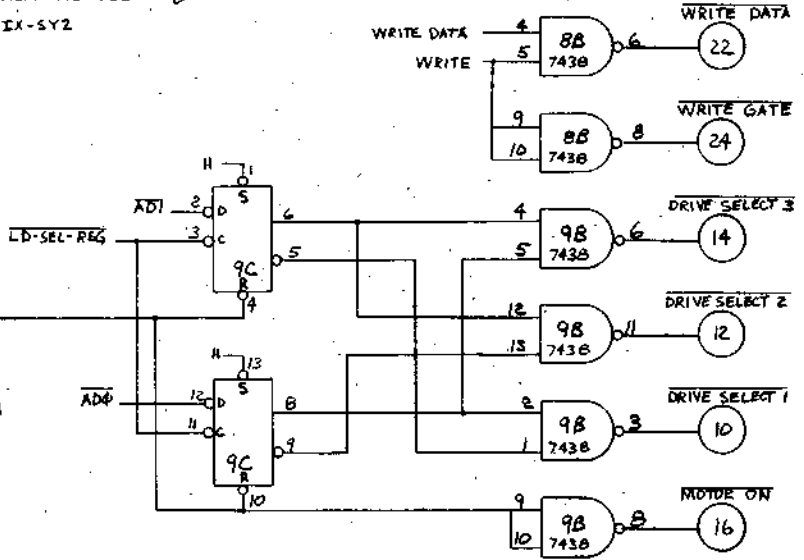 IX-SY2
WRITE DATA
4
8B
7438
6
WRITE DATA
22
WRITE
5
9
10
8B
7438
8
WRITE GATE
24
H
1
S
AD1
2
D
6
LD-SEL-REG
3
C
5
9C
R
4
4
5
9B
7438
6
DRIVE SELECT 3
14
12
13
9B
7438
11
DRIVE SELECT 2
12
H
13
S
ADΦ
12
D
8
11
C
9
9C
R
10
2
1
9B
7438
3
DRIVE SELECT 1
10
9
10
9B
7438
8
MOTOR ON
16